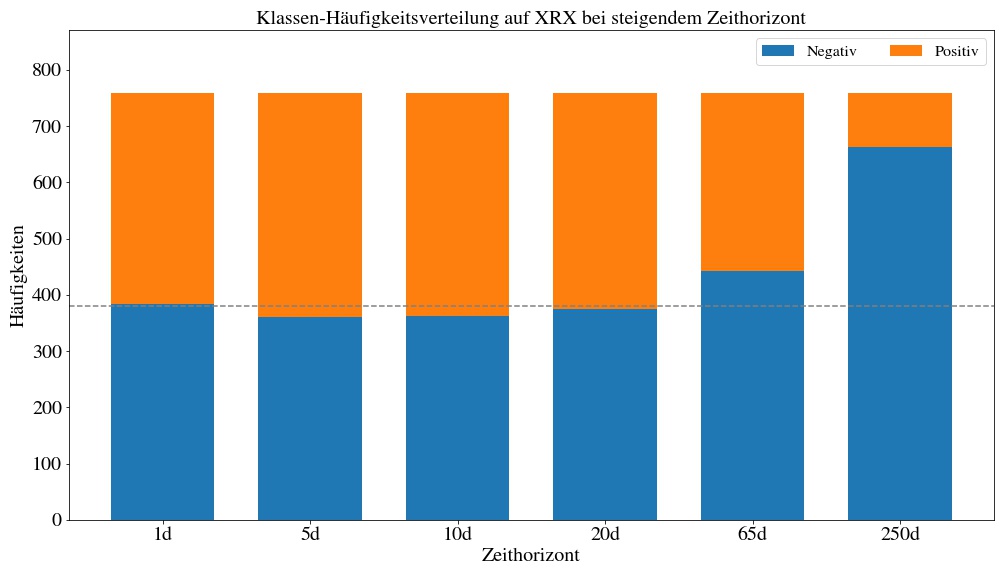 Klassen-Häufigkeitsverteilung auf XRX bei steigendem Zeithorizont
Negativ Positiv
Häufigkeiten
800
700
600
500
400
300
200
100
0
1d 5d 10d 20d 65d 250d
Zeithorizont